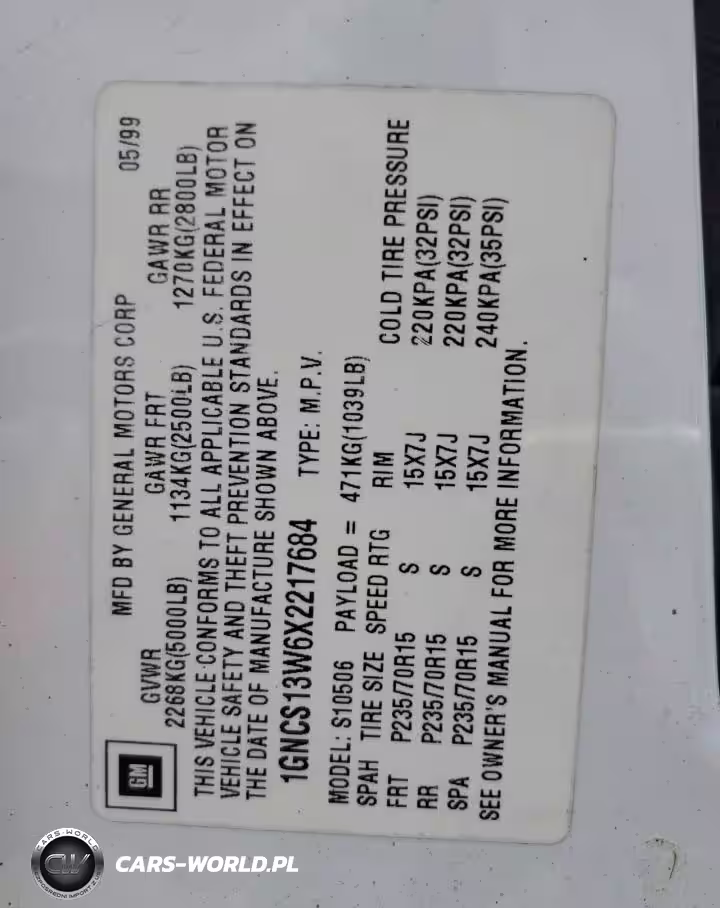 MFD BY GENERAL MOTORS CORP 05/99
GVWR GAWR FRT GAWR RR
2268KG(5000LB) 1134KG(2500LB) 1270KG(2800LB)
THIS VEHICLE CONFORMS TO ALL APPLICABLE U.S. FEDERAL MOTOR
VEHICLE SAFETY AND THEFT PREVENTION STANDARDS IN EFFECT ON
THE DATE OF MANUFACTURE SHOWN ABOVE.
1GNCS13W6X2217684 TYPE: M.P.V.
MODEL: S10506 PAYLOAD = 471KG(1039LB)
SPAH TIRE SIZE SPEED RTG RIM COLD TIRE PRESSURE
FRT P235/70R15 S 15X7J 220KPA(32PSI)
RR P235/70R15 S 15X7J 220KPA(32PSI)
SPA P235/70R15 S 15X7J 240KPA(35PSI)
SEE OWNER'S MANUAL FOR MORE INFORMATION.
GM
CARS-WORLD
CW
CARS-WORLD.PL